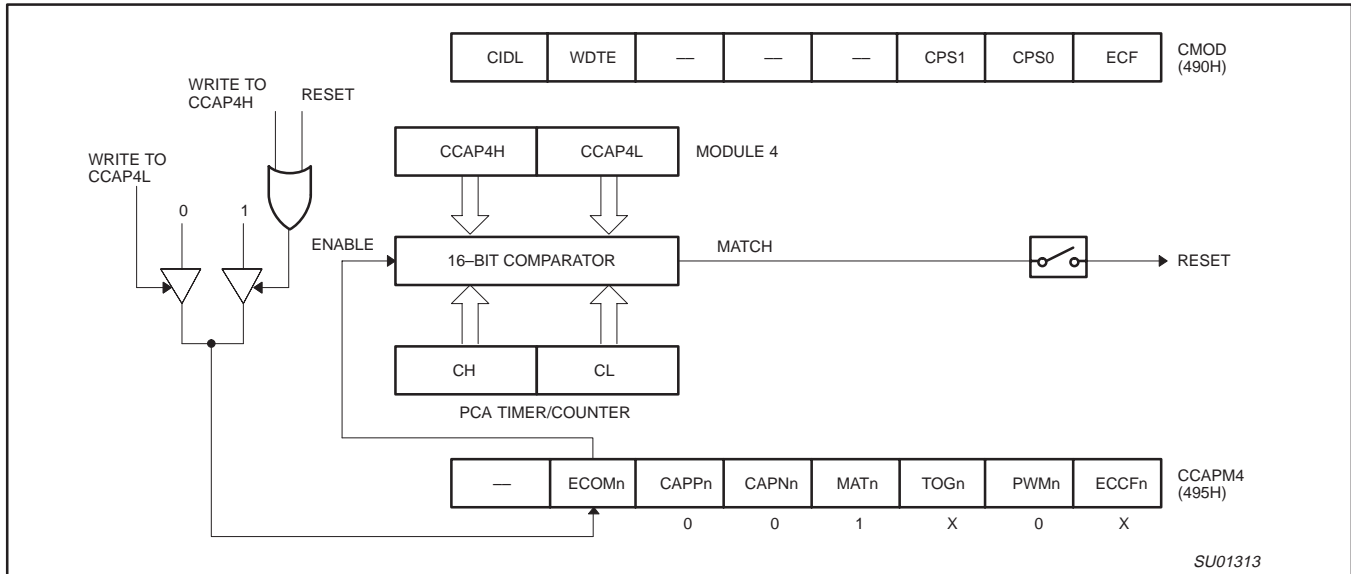 CIDL WDTE — — — CPS1 CPS0 ECF
CMOD
(490H)
WRITE TO
CCAP4H
RESET
CCAP4H CCAP4L
MODULE 4
WRITE TO
CCAP4L
0 1
ENABLE
16–BIT COMPARATOR
MATCH
RESET
CH CL
PCA TIMER/COUNTER
— ECOMn CAPPn CAPNn MATn TOGn PWMn ECCFn
CCAPM4
(495H)
0 0 1 X 0 X
SU01313